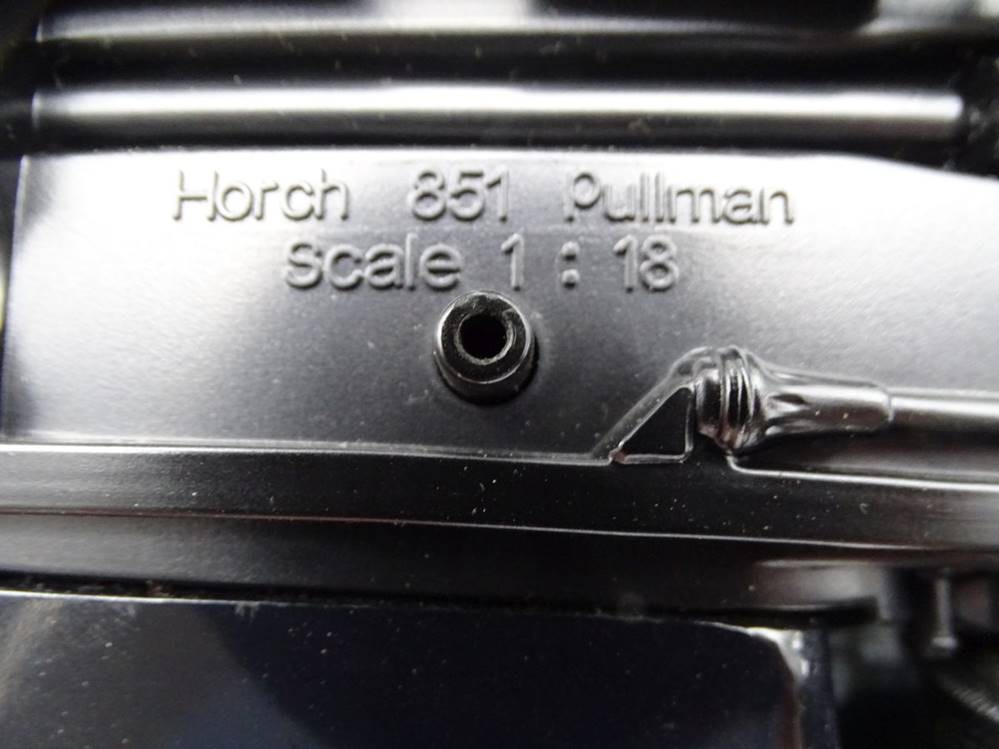 Horch 851 Pullman
Scale 1 : 18